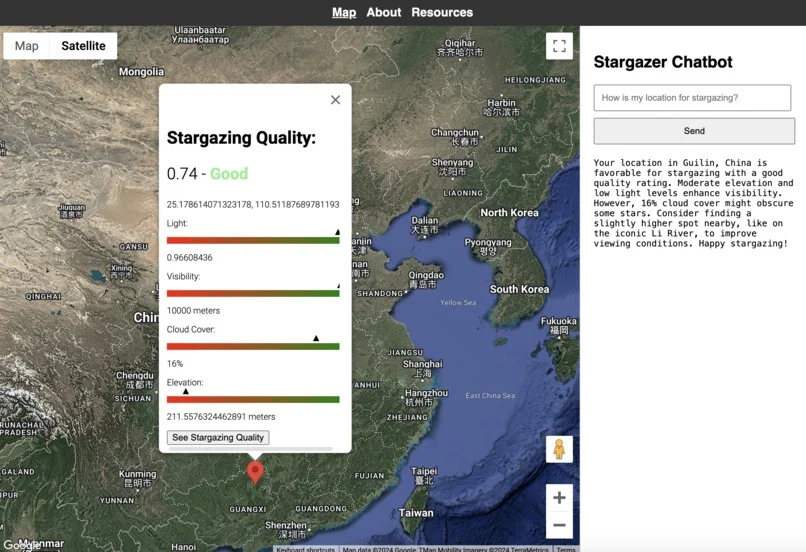 Map About Resources
Map Satellite
Stargazing Quality:
0.74 - Good
25.178614071323178, 110.51187689781193
Light:
0.96608436
Visibility:
10000 meters
Cloud Cover:
16%
Elevation:
211.5576324462891 meters
See Stargazing Quality
Ulaanbaatar
Улаанбаатар
Mongolia
Qiqihar
齐齐哈尔市
HEILONGJIANG
Harbin
哈尔滨市
Changchun
长春市
JILIN
Shenyang
沈阳市
LIAONING
North Korea
Dalian
大连市
Pyongyang
평양
Jiuquan
酒泉市
GANSU
Xining
西宁市
QINGHAI
SHANDONG
Qingdao
青岛市
South Korea
Yellow Sea
Fukuoka
福岡
JIANGSU
Shanghai
上海市
Chengdu
成都市
SICHUAN
Hangzhou
杭州市
East China Sea
ZHEJIANG
Kunming
昆明市
YUNNAN
FUJIAN
Taipei
臺北
GUANGXI
GUANGDONG
Taiwan
Shenzhen
深圳市
Myanmar
Hanoi
Google
Keyboard shortcuts Map data ©2024 Google, TMap Mobility Imagery ©2024 TerraMetrics Terms
Stargazer Chatbot
How is my location for stargazing?
Send
Your location in Guilin, China is
favorable for stargazing with a good
quality rating. Moderate elevation and
low light levels enhance visibility.
However, 16% cloud cover might obscure
some stars. Consider finding a
slightly higher spot nearby, like on
the iconic Li River, to improve
viewing conditions. Happy stargazing!